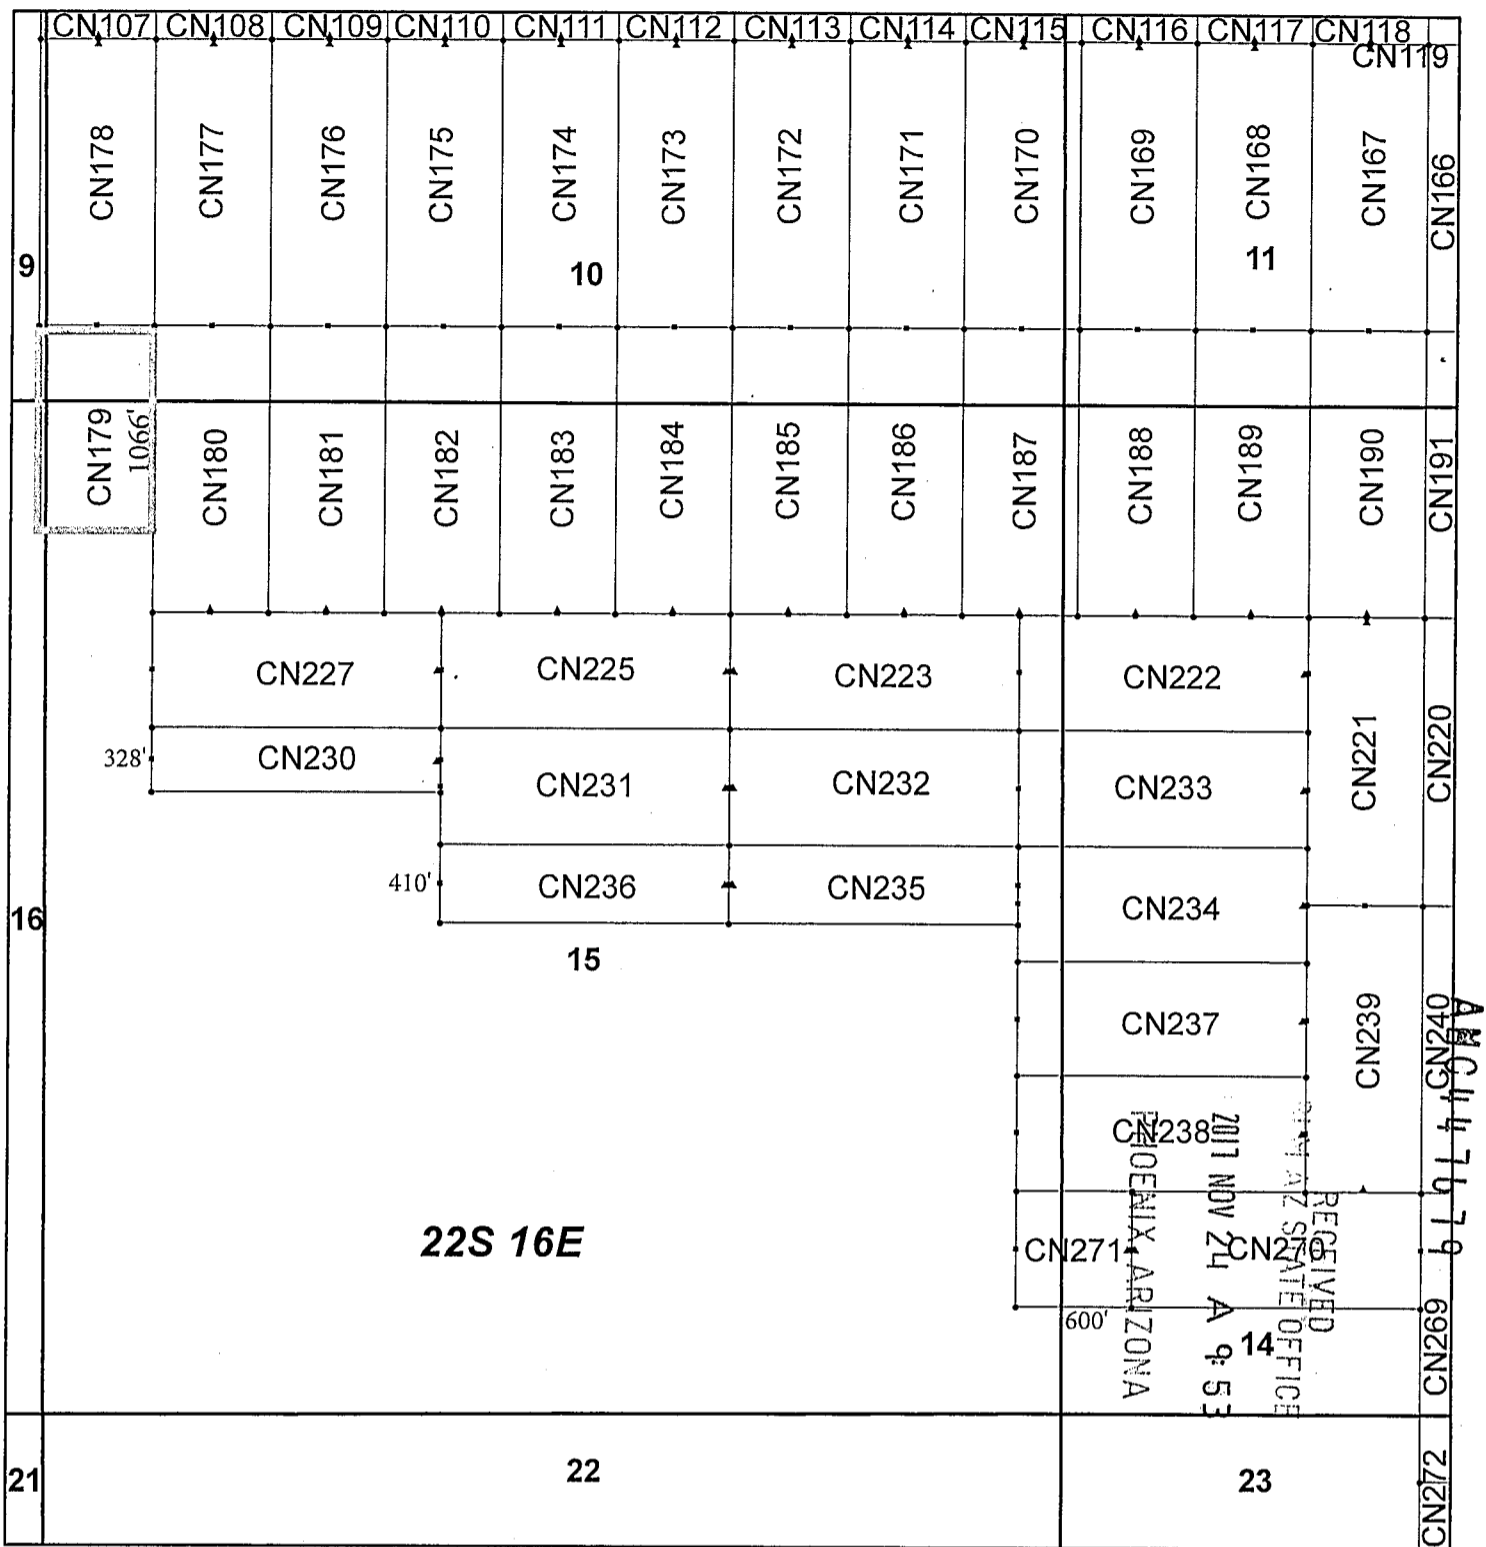 CN107 CN108 CN109 CN110 CN111 CN112 CN113 CN114 CN115 CN116 CN117 CN118
CN119
CN178 CN177 CN176 CN175 CN174 CN173 CN172 CN171 CN170 CN169 CN168 CN167 CN166
9 10 11
CN179 1066' CN180 CN181 CN182 CN183 CN184 CN185 CN186 CN187 CN188 CN189 CN190 CN191
CN227 CN225 CN223 CN222
CN221 CN220
328' CN230 CN231 CN232 CN233
410' CN236 CN235 CN234
16 15
CN237 CN239 CN240
CN238
22S 16E
CN271 CN270
600' 14 CN269
21 22 23 CN272
RECEIVED
AZ STATE OFFICE
2011 NOV 24 A 9:53
PHOENIX ARIZONA